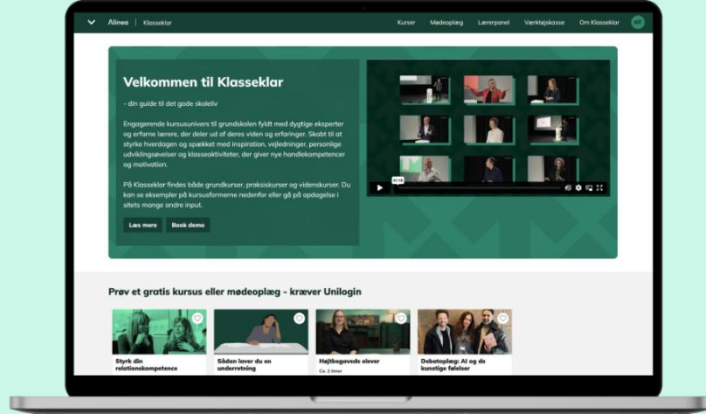 Alinea | Klasseklar
Kurser Mødeoplæg Lærerpanel Værktøjskasse Om Klasseklar
Velkommen til Klasseklar
- din guide til det gode skoleliv
Engagerende kursusunivers til grundskolen fyldt med dygtige eksperter
og erfarne lærere, der deler ud af deres viden og erfaringer. Skabt til at
styrke hverdagen og spækket med inspiration, vejledninger, personlige
udviklingsøvelser og klasseaktiviteter, der giver nye handlekompetencer
og motivation.
På Klasseklar findes både grundkurser, praksiskurser og videnskurser. Du
kan se eksempler på kursusformerne nedenfor eller gå på opdagelse i
sitets mange andre input.
Læs mere Book demo
Prøv et gratis kursus eller mødeoplæg - kræver Unilogin
Styrk din
relationskompetence
Sådan laver du en
underretning
Højtbegavede elever
Ca. 2 timer
Debatoplæg: AI og de
kunstige følelser